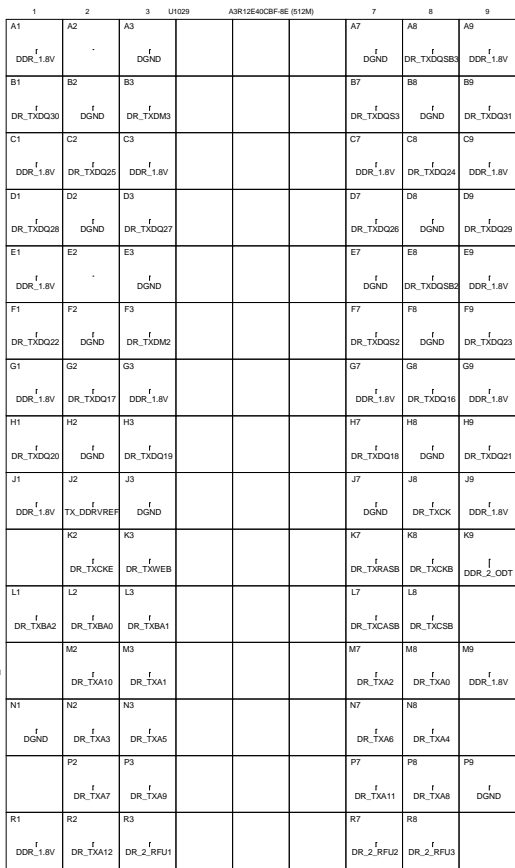 1 2 3 U1029 A3R12E40CBF-8E (512M) 7 8 9
A1 A2 A3 A7 A8 A9
DDR_1.8V - DGND DGND DR_TXDQSB3 DDR_1.8V
B1 B2 B3 B7 B8 B9
DR_TXDQ30 DGND DR_TXDM3 DR_TXDQS3 DGND DR_TXDQ31
C1 C2 C3 C7 C8 C9
DDR_1.8V DR_TXDQ25 DDR_1.8V DDR_1.8V DR_TXDQ24 DDR_1.8V
D1 D2 D3 D7 D8 D9
DR_TXDQ28 DGND DR_TXDQ27 DR_TXDQ26 DGND DR_TXDQ29
E1 E2 E3 E7 E8 E9
DDR_1.8V - DGND DGND DR_TXDQSB2 DDR_1.8V
F1 F2 F3 F7 F8 F9
DR_TXDQ22 DGND DR_TXDM2 DR_TXDQS2 DGND DR_TXDQ23
G1 G2 G3 G7 G8 G9
DDR_1.8V DR_TXDQ17 DDR_1.8V DDR_1.8V DR_TXDQ16 DDR_1.8V
H1 H2 H3 H7 H8 H9
DR_TXDQ20 DGND DR_TXDQ19 DR_TXDQ18 DGND DR_TXDQ21
J1 J2 J3 J7 J8 J9
DDR_1.8V TX_DDRVREF DGND DGND DR_TXCK DDR_1.8V
K2 K3 K7 K8 K9
DR_TXCKE DR_TXWEB DR_TXRASB DR_TXCKB DDR_2_ODT
L1 L2 L3 L7 L8
DR_TXBA2 DR_TXBA0 DR_TXBA1 DR_TXCASB DR_TXCSB
M2 M3 M7 M8 M9
DR_TXA10 DR_TXA1 DR_TXA2 DR_TXA0 DDR_1.8V
N1 N2 N3 N7 N8
DGND DR_TXA3 DR_TXA5 DR_TXA6 DR_TXA4
P2 P3 P7 P8 P9
DR_TXA7 DR_TXA9 DR_TXA11 DR_TXA8 DGND
R1 R2 R3 R7 R8
DDR_1.8V DR_TXA12 DR_2_RFU1 DR_2_RFU2 DR_2_RFU3